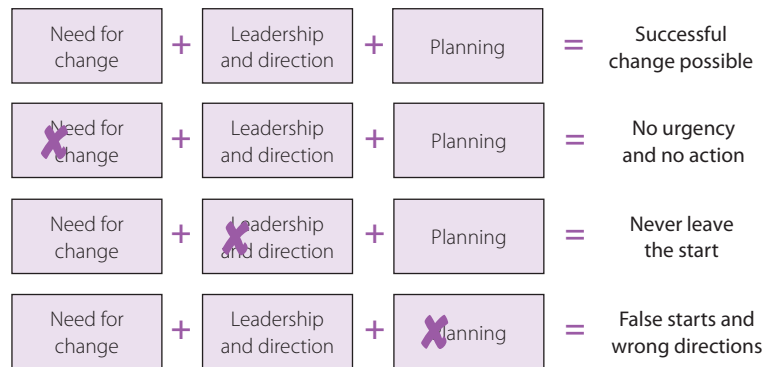 Need for
change
+
Leadership
and direction
+
Planning
=
Successful
change possible
Need for
change
+
Leadership
and direction
+
Planning
=
No urgency
and no action
Need for
change
+
Leadership
and direction
+
Planning
=
Never leave
the start
Need for
change
+
Leadership
and direction
+
Planning
=
False starts and
wrong directions